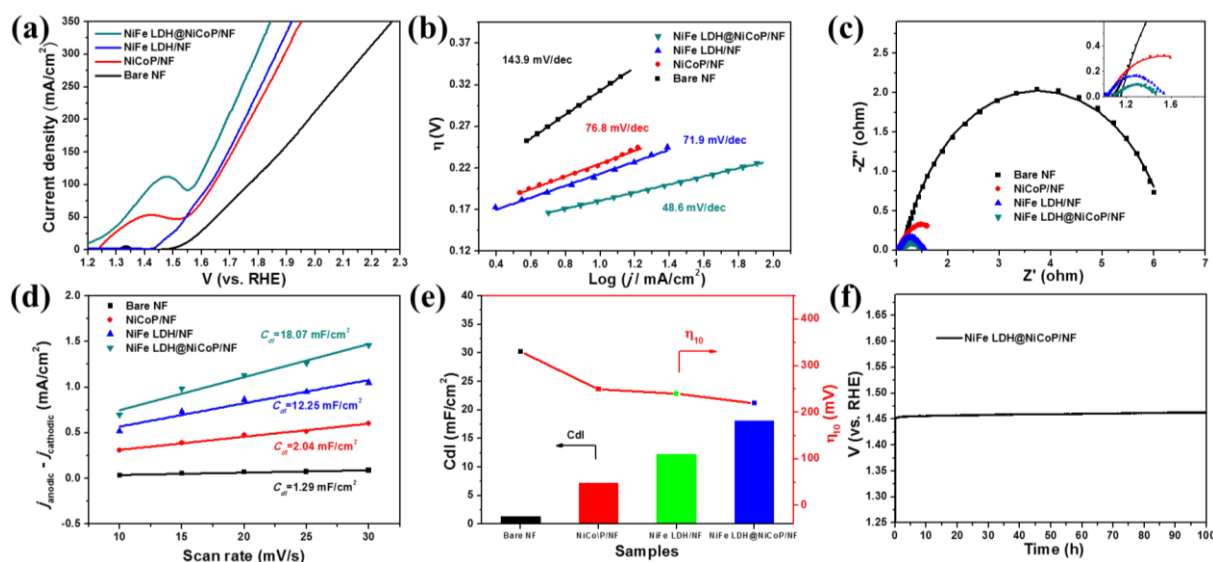 (a)
NiFe LDH@NiCoP/NF
NiFe LDH/NF
NiCoP/NF
Bare NF
Current density (mA/cm²)
350
300
250
200
150
100
50
0
1.2 1.3 1.4 1.5 1.6 1.7 1.8 1.9 2.0 2.1 2.2 2.3
V (vs. RHE)
(b)
NiFe LDH@NiCoP/NF
NiFe LDH/NF
NiCoP/NF
Bare NF
143.9 mV/dec
76.8 mV/dec
71.9 mV/dec
48.6 mV/dec
η (V)
0.37
0.32
0.27
0.22
0.17
0.12
0.4 0.8 1.2 1.6 2.0
Log (j / mA/cm²)
(c)
-Z'' (ohm)
2.5
2.0
1.5
1.0
0.5
0.0
0.4
0.2
0.0
1.2 1.6
Bare NF
NiCoP/NF
NiFe LDH/NF
NiFe LDH@NiCoP/NF
1 2 3 4 5 6 7
Z' (ohm)
(d)
Bare NF
NiCoP/NF
NiFe LDH/NF
NiFe LDH@NiCoP/NF
Cdl=18.07 mF/cm²
Cdl=12.25 mF/cm²
Cdl=2.04 mF/cm²
Cdl=1.29 mF/cm²
janodic - jcathodic (mA/cm²)
2.0
1.5
1.0
0.5
0.0
-0.5
10 15 20 25 30
Scan rate (mV/s)
(e)
Cdl (mF/cm²)
40
35
30
25
20
15
10
5
0
η10
Cdl
400
300
200
100
0
η10 (mV)
Bare NF NiCo\P/NF NiFe LDH/NF NiFe LDH@NiCoP/NF
Samples
(f)
NiFe LDH@NiCoP/NF
V (vs. RHE)
1.65
1.60
1.55
1.50
1.45
1.40
1.35
1.30
1.25
0 10 20 30 40 50 60 70 80 90 100
Time (h)